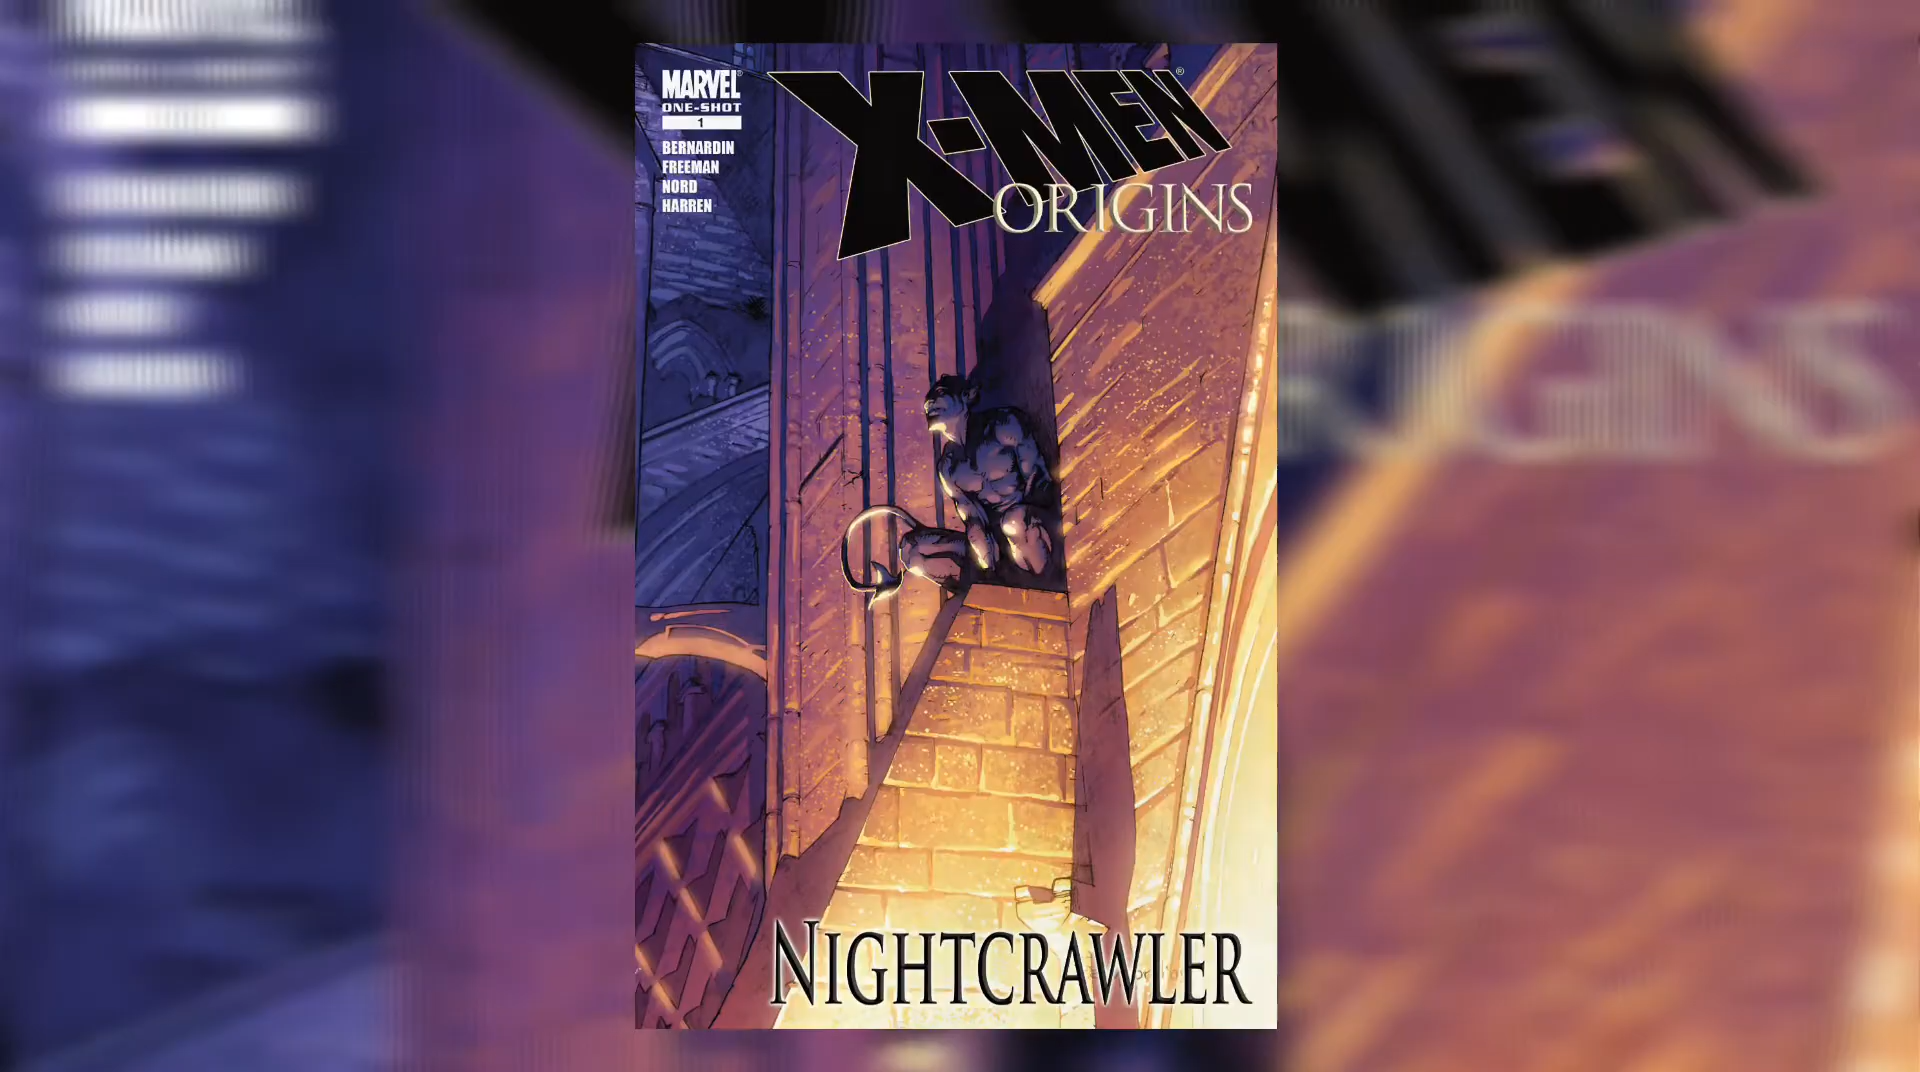 MARVEL®
ONE-SHOT
1
BERNARDIN
FREEMAN
NORD
HARREN
X-MEN®
ORIGINS
NIGHTCRAWLER